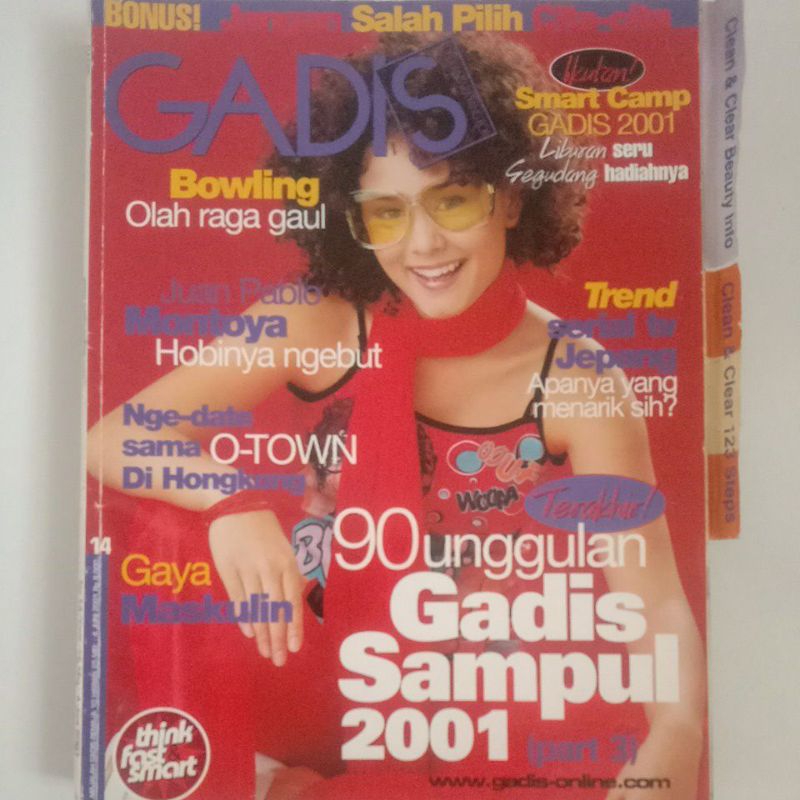 BONUS! Jangan Salah Pilih Cita-cita
GADIS
Ikutan!
Smart Camp
GADIS 2001
Liburan seru
Segudang hadiahnya
Bowling
Olah raga gaul
Juan Pablo
Montoya
Hobinya ngebut
Trend
serial tv
Jepang
Apanya yang
menarik sih?
Nge-date
sama O-TOWN
Di Hongkong
WOOPA
Terakhir!
90 unggulan
Gadis
Sampul
2001 (part 3)
14
Gaya
Maskulin
think
fast
smart
www.gadis-online.com
Clean & Clear Beauty Info
Clean & Clear 123 Steps